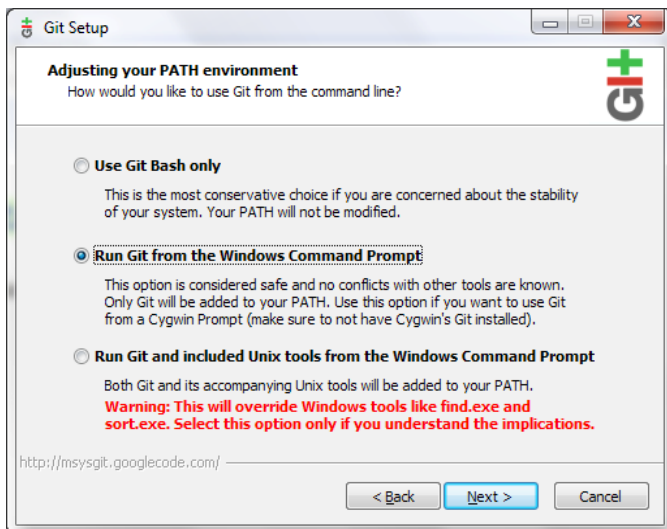 Git Setup
Adjusting your PATH environment
How would you like to use Git from the command line?
Git
Use Git Bash only
This is the most conservative choice if you are concerned about the stability
of your system. Your PATH will not be modified.
Run Git from the Windows Command Prompt
This option is considered safe and no conflicts with other tools are known.
Only Git will be added to your PATH. Use this option if you want to use Git
from a Cygwin Prompt (make sure to not have Cygwin's Git installed).
Run Git and included Unix tools from the Windows Command Prompt
Both Git and its accompanying Unix tools will be added to your PATH.
Warning: This will override Windows tools like find.exe and
sort.exe. Select this option only if you understand the implications.
http://msysgit.googlecode.com/
< Back Next > Cancel